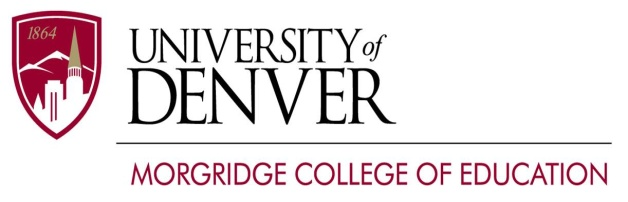 1864
UNIVERSITY of
DENVER
MORGRIDGE COLLEGE OF EDUCATION